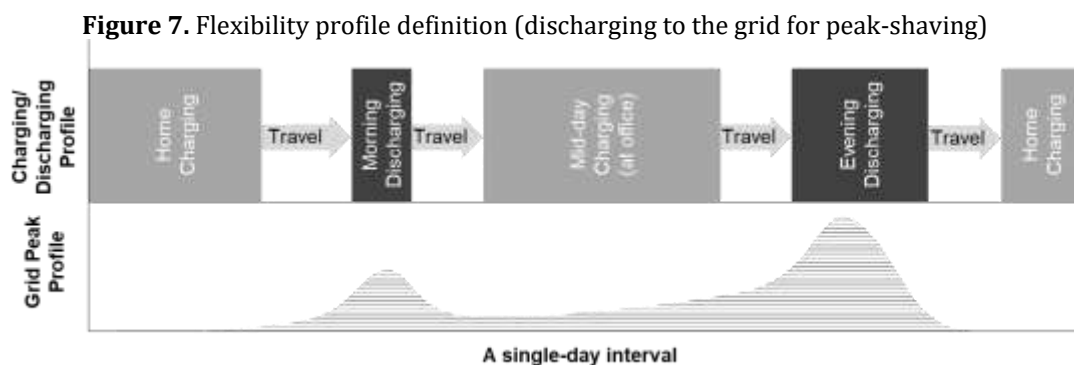 Figure 7. Flexibility profile definition (discharging to the grid for peak-shaving)
Charging/
Discharging
Profile
Home
Charging
Travel
Morning
Discharging
Travel
Mid-day
Charging
(at office)
Travel
Evening
Discharging
Travel
Home
Charging
Grid Peak
Profile
A single-day interval